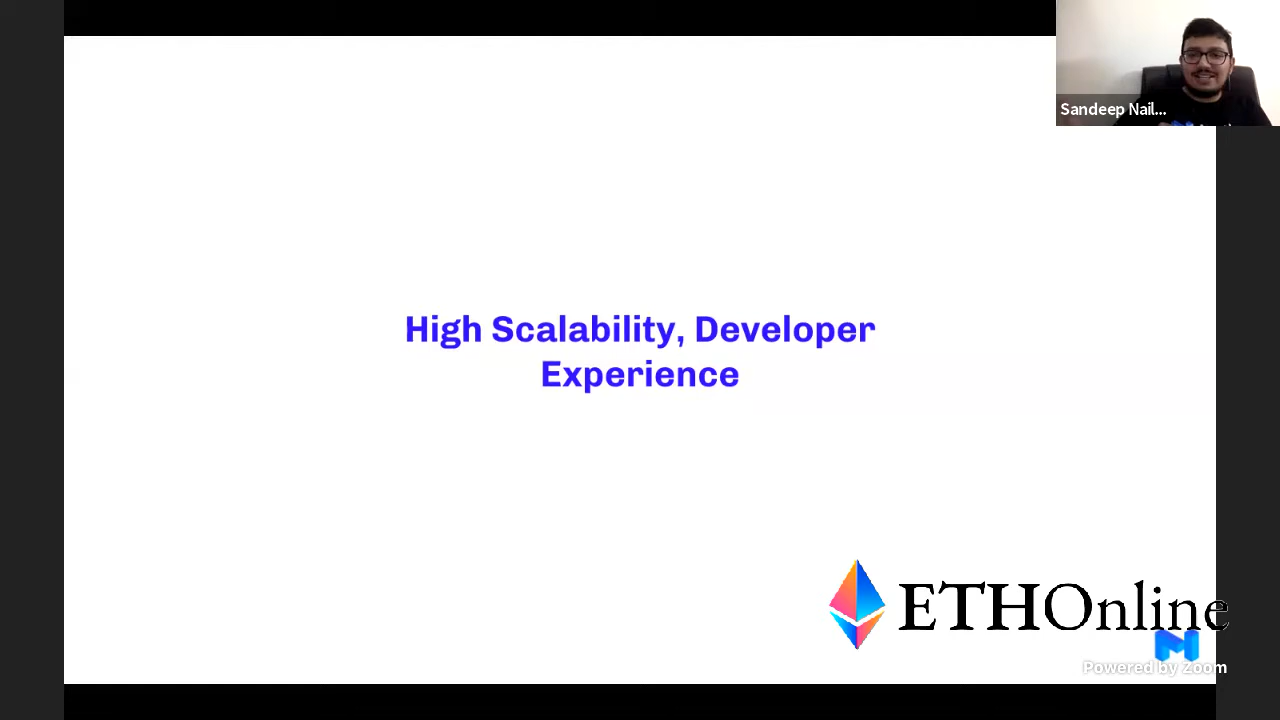 Sandeep Nail...
High Scalability, Developer
Experience
ETHOnline
Powered by Zoom